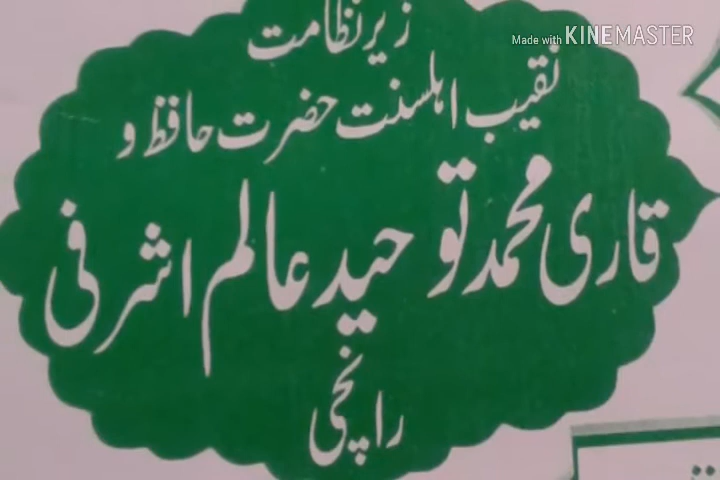 Made with KINEMASTER
زیر نظامت
نقیب اہلسنت حضرت حافظ و
قاری محمد توحید عالم اشرفی
رانچی